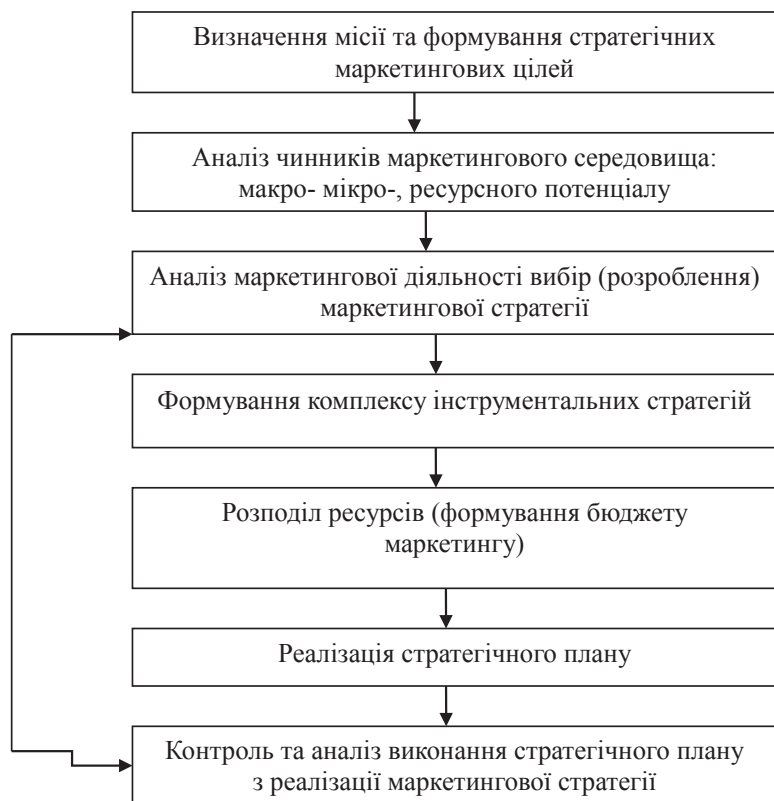 Визначення місії та формування стратегічних
маркетингових цілей
Аналіз чинників маркетингового середовища:
макро- мікро-, ресурсного потенціалу
Аналіз маркетингової діяльності вибір (розроблення)
маркетингової стратегії
Формування комплексу інструментальних стратегій
Розподіл ресурсів (формування бюджету
маркетингу)
Реалізація стратегічного плану
Контроль та аналіз виконання стратегічного плану
з реалізації маркетингової стратегії